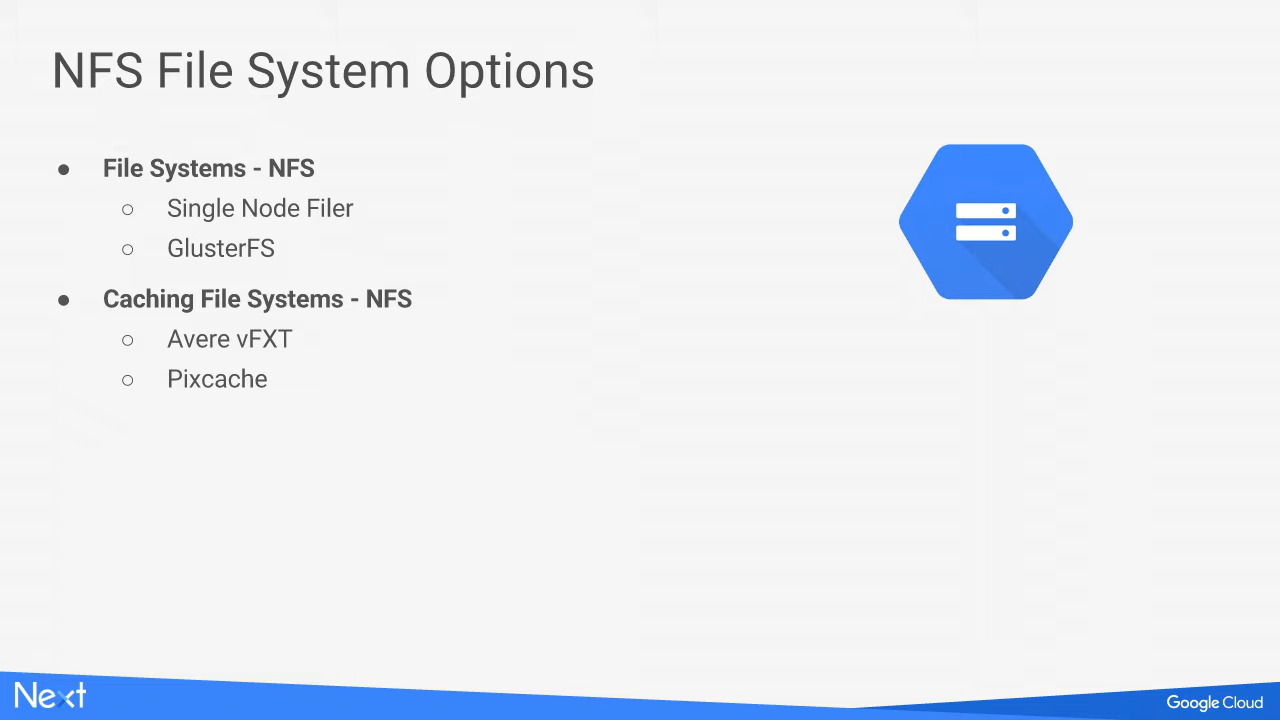 NFS File System Options
● File Systems - NFS
○ Single Node Filer
○ GlusterFS
● Caching File Systems - NFS
○ Avere vFXT
○ Pixcache
Next
Google Cloud